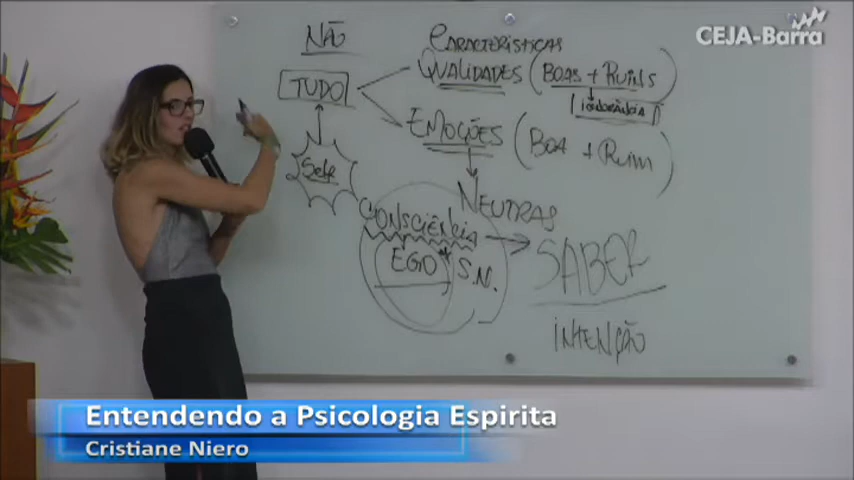 CEJA-Barra
NÃO
CARACTERÍSTICAS
QUALIDADES (BOAS + RUINS)
TUDO
EMOÇÕES (BOA + RUIM)
Self
NEUTRAS
CONSCIÊNCIA
SABER
EGO * S.N.
INTENÇÃO
Entendendo a Psicologia Espirita
Cristiane Niero